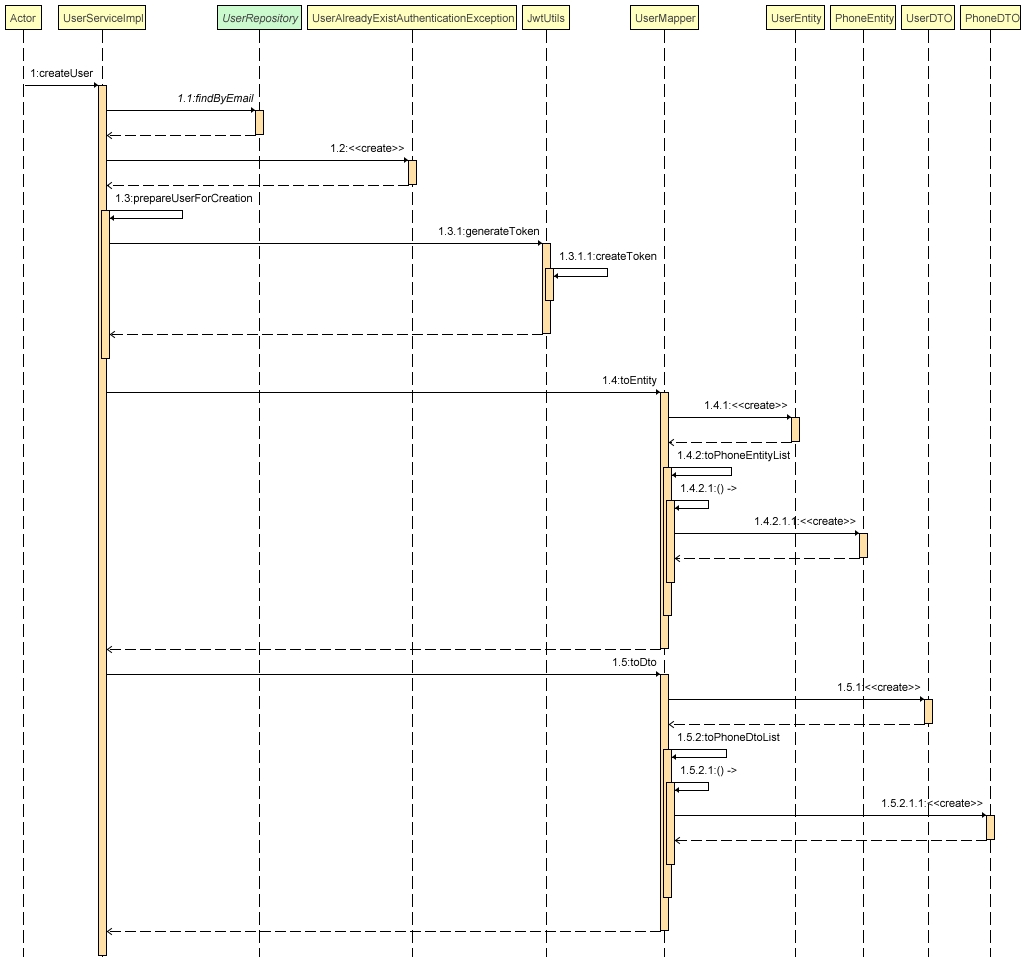 Actor UserServiceImpl UserRepository UserAlreadyExistAuthenticationException JwtUtils UserMapper UserEntity PhoneEntity UserDTO PhoneDTO
1:createUser
1.1:findByEmail
1.2:<<create>>
1.3:prepareUserForCreation
1.3.1:generateToken
1.3.1.1:createToken
1.4:toEntity
1.4.1:<<create>>
1.4.2:toPhoneEntityList
1.4.2.1:() ->
1.4.2.1.1:<<create>>
1.5:toDto
1.5.1:<<create>>
1.5.2:toPhoneDtoList
1.5.2.1:() ->
1.5.2.1.1:<<create>>